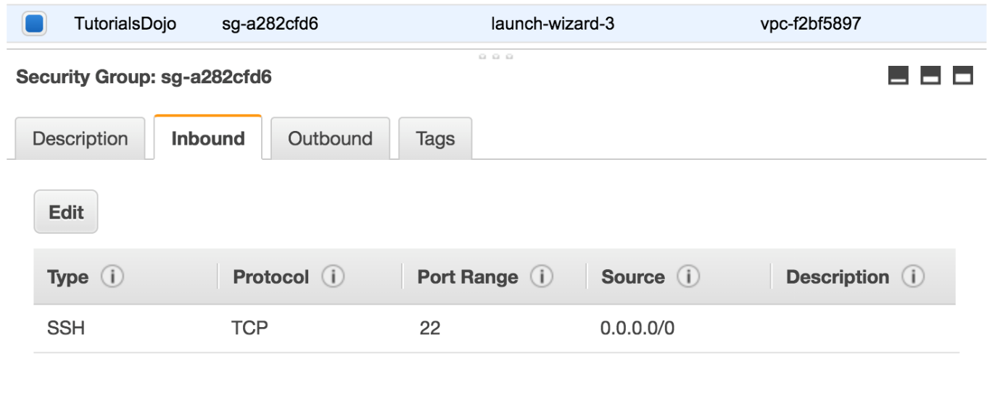 TutorialsDojo sg-a282cfd6 launch-wizard-3 vpc-f2bf5897
Security Group: sg-a282cfd6
Description Inbound Outbound Tags
Edit
Type i Protocol i Port Range i Source i Description i
SSH TCP 22 0.0.0.0/0